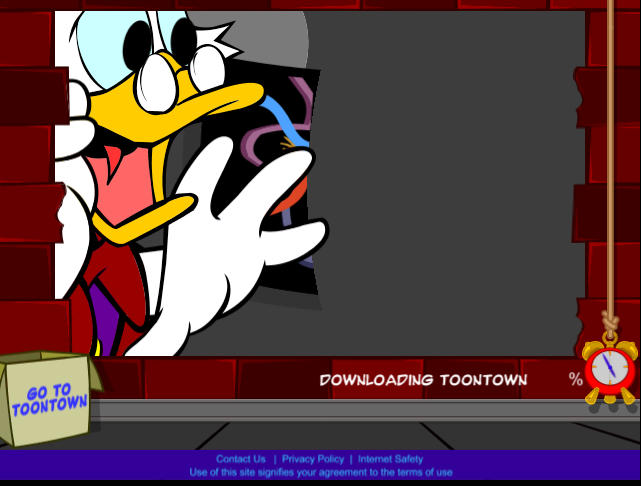 DOWNLOADING TOONTOWN %
GO TO
TOONTOWN
Contact Us | Privacy Policy | Internet Safety
Use of this site signifies your agreement to the terms of use